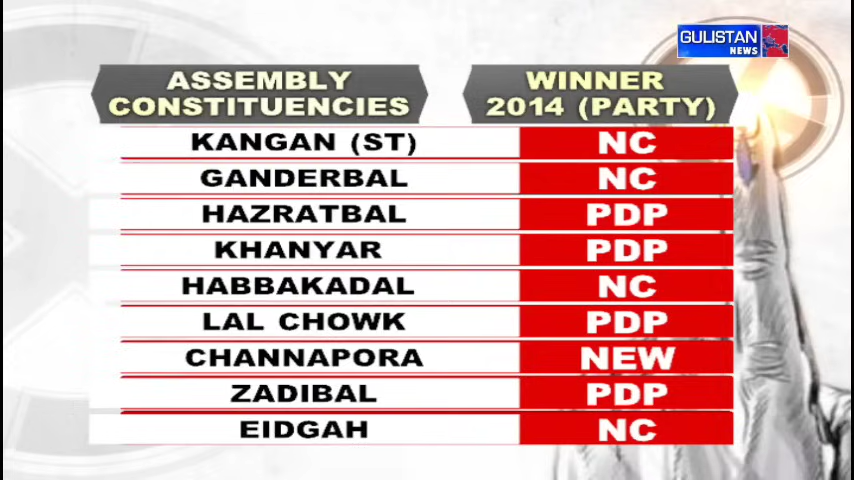 GULISTAN
NEWS
ASSEMBLY
CONSTITUENCIES
WINNER
2014 (PARTY)
KANGAN (ST) NC
GANDERBAL NC
HAZRATBAL PDP
KHANYAR PDP
HABBAKADAL NC
LAL CHOWK PDP
CHANNAPORA NEW
ZADIBAL PDP
EIDGAH NC